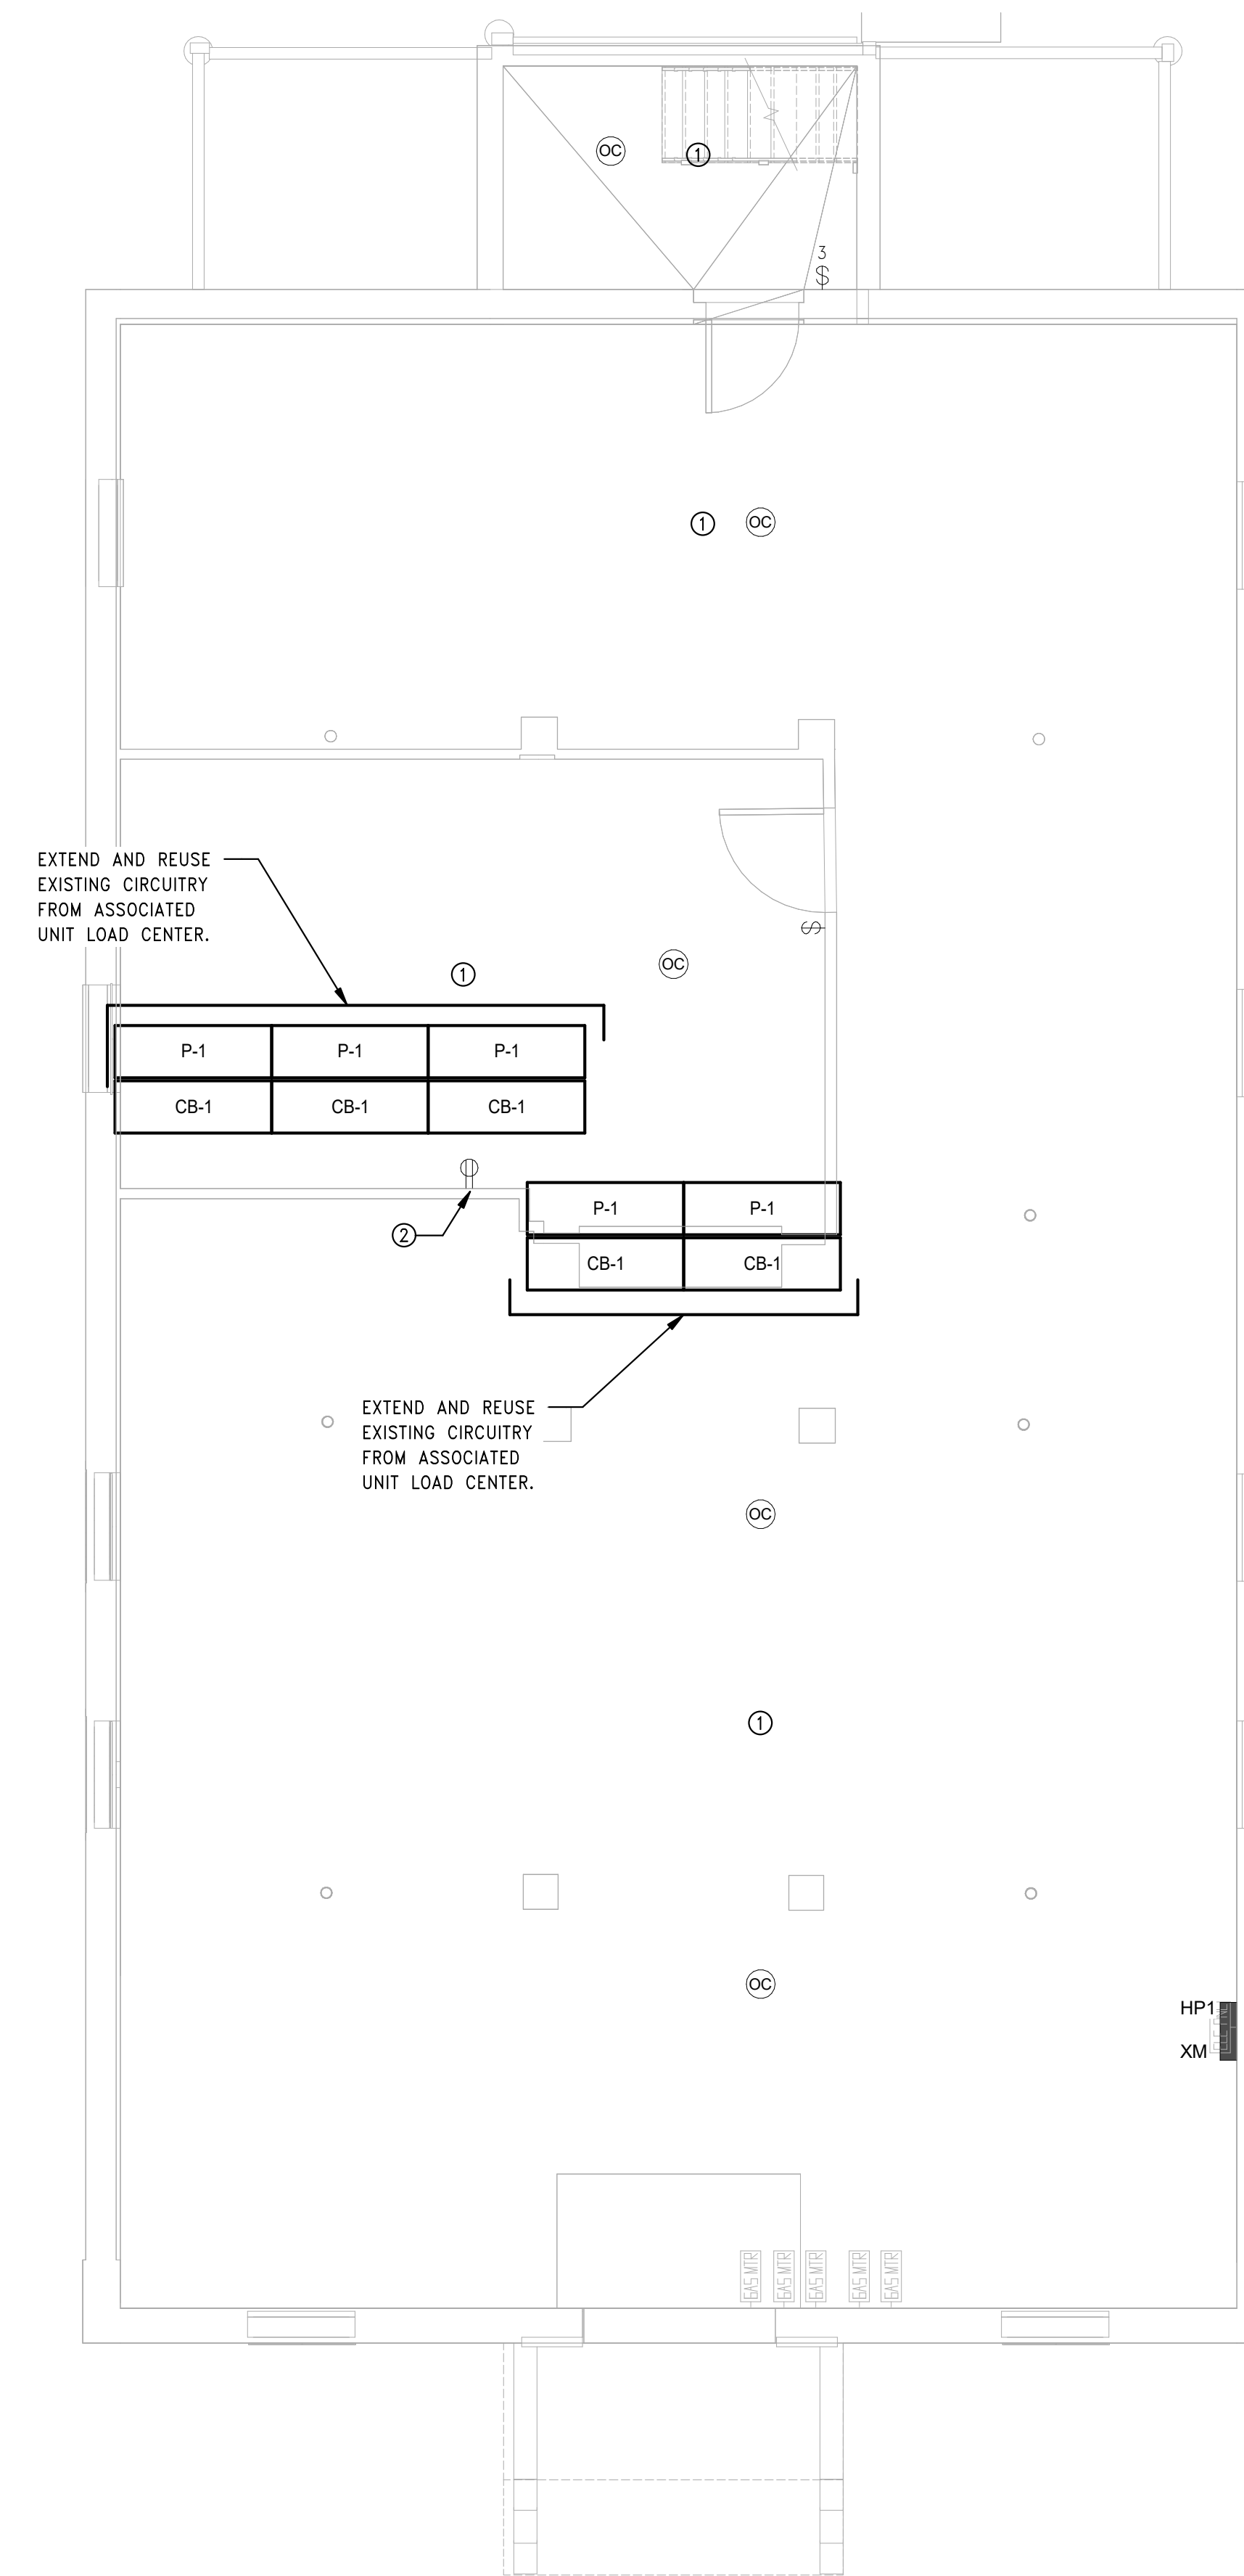 OC
1
3
$
1
OC
EXTEND AND REUSE
EXISTING CIRCUITRY
FROM ASSOCIATED
UNIT LOAD CENTER.
$
OC
1
P-1 P-1 P-1
CB-1 CB-1 CB-1
P-1 P-1
2
CB-1 CB-1
EXTEND AND REUSE
EXISTING CIRCUITRY
FROM ASSOCIATED
UNIT LOAD CENTER.
OC
1
OC
HP1
XM
GAS MTR
GAS MTR
GAS MTR
GAS MTR
GAS MTR